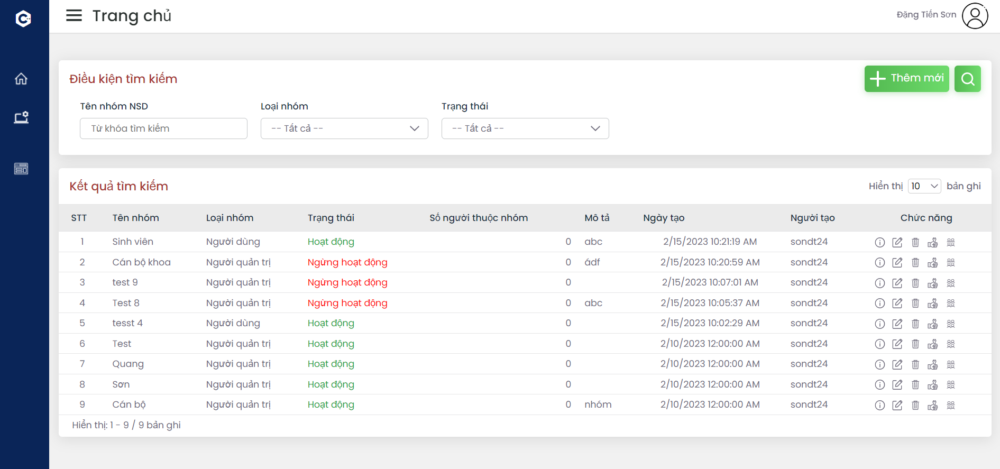 C++
Trang chủ
Đặng Tiến Sơn
Điều kiện tìm kiếm
Thêm mới
Tên nhóm NSD Loại nhóm Trạng thái
Từ khóa tìm kiếm -- Tất cả -- -- Tất cả --
Kết quả tìm kiếm
Hiển thị 10 bản ghi
STT Tên nhóm Loại nhóm Trạng thái Số người thuộc nhóm Mô tả Ngày tạo Người tạo Chức năng
1 Sinh viên Người dùng Hoạt động 0 abc 2/15/2023 10:21:19 AM sondt24
2 Cán bộ khoa Người quản trị Ngừng hoạt động 0 ádf 2/15/2023 10:20:59 AM sondt24
3 test 9 Người quản trị Ngừng hoạt động 0 2/15/2023 10:07:01 AM sondt24
4 Test 8 Người quản trị Ngừng hoạt động 0 abc 2/15/2023 10:05:37 AM sondt24
5 tesst 4 Người dùng Hoạt động 0 2/15/2023 10:02:29 AM sondt24
6 Test Người quản trị Hoạt động 0 2/10/2023 12:00:00 AM sondt24
7 Quang Người quản trị Hoạt động 0 2/10/2023 12:00:00 AM sondt24
8 Sơn Người quản trị Hoạt động 0 2/10/2023 12:00:00 AM sondt24
9 Cán bộ Người quản trị Hoạt động 0 nhóm 2/10/2023 12:00:00 AM sondt24
Hiển thị: 1 - 9 / 9 bản ghi